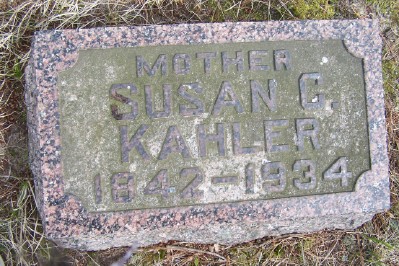 MOTHER
SUSAN C.
KAHLER
1842-1934